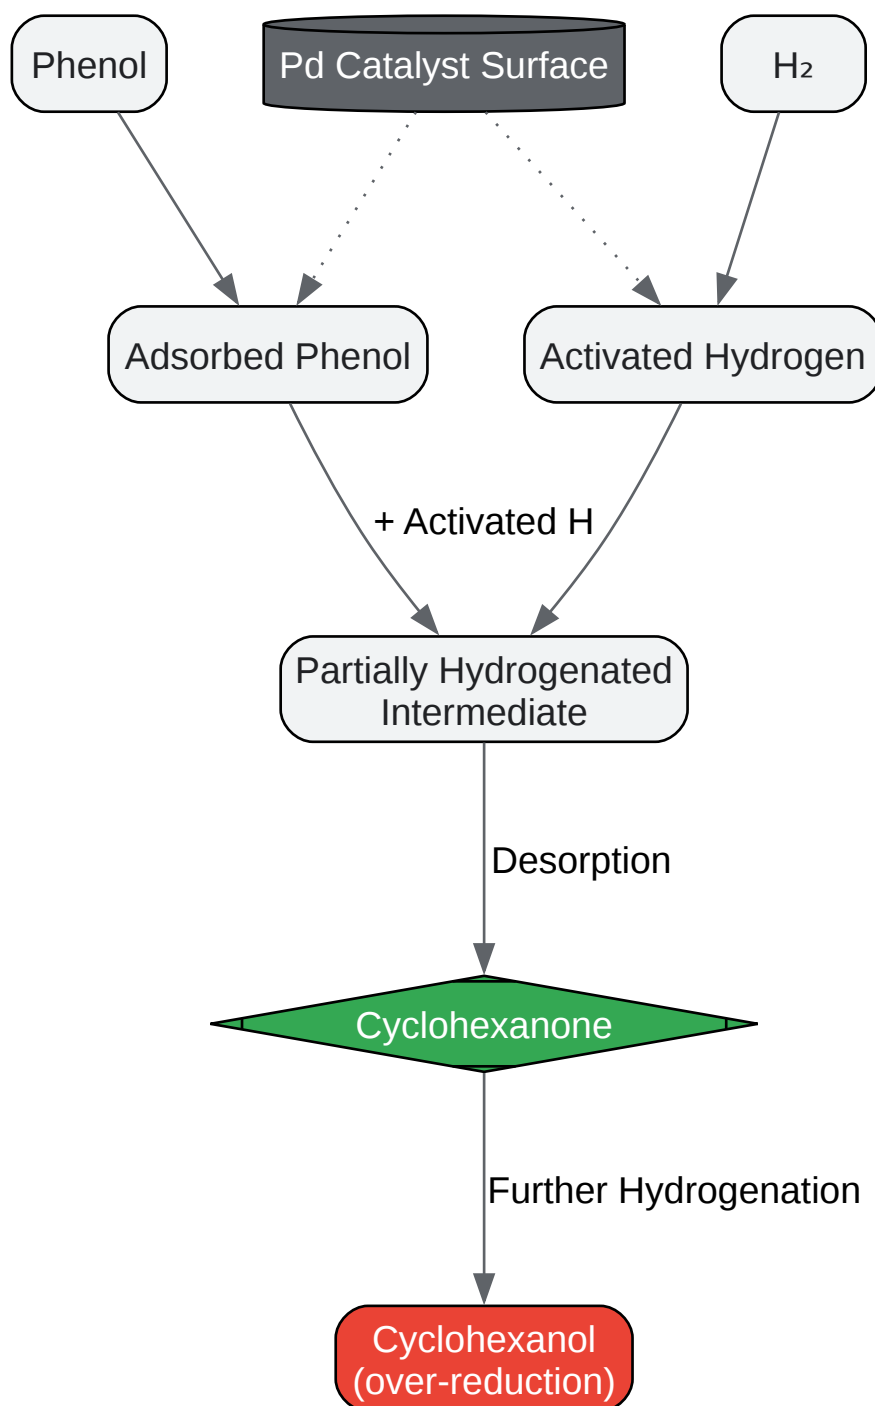 Phenol
Pd Catalyst Surface
H₂
Adsorbed Phenol
Activated Hydrogen
+ Activated H
Partially Hydrogenated
Intermediate
Desorption
Cyclohexanone
Further Hydrogenation
Cyclohexanol
(over-reduction)